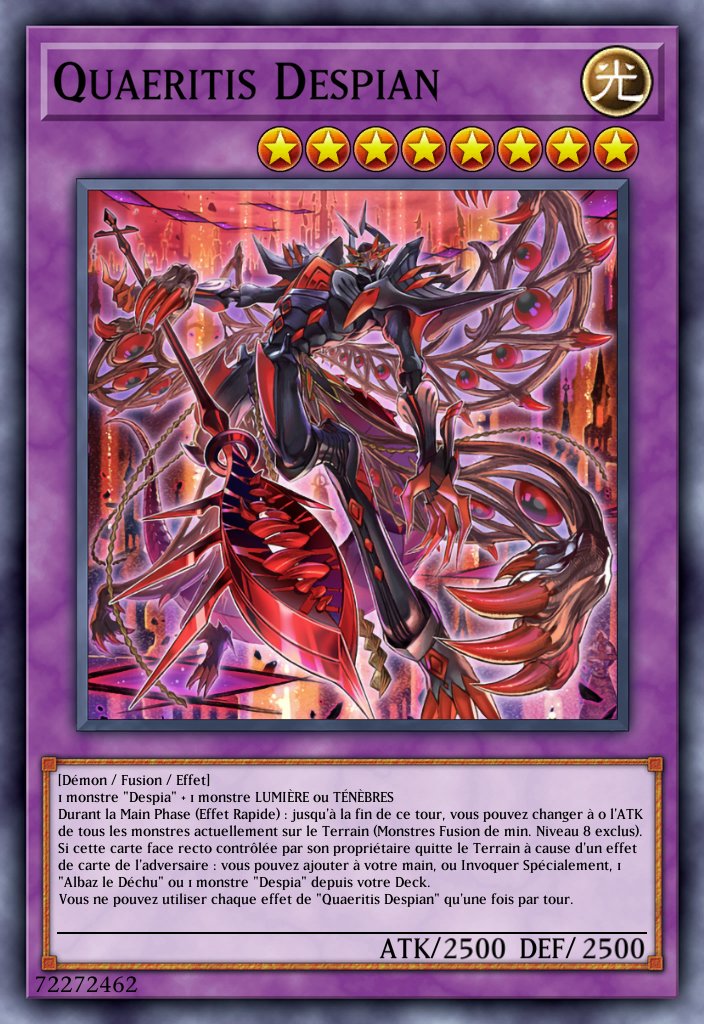 Quaeritis Despian
光
[Démon / Fusion / Effet]
1 monstre "Despia" + 1 monstre LUMIÈRE ou TÉNÈBRES
Durant la Main Phase (Effet Rapide) : jusqu'à la fin de ce tour, vous pouvez changer à 0 l'ATK
de tous les monstres actuellement sur le Terrain (Monstres Fusion de min. Niveau 8 exclus).
Si cette carte face recto contrôlée par son propriétaire quitte le Terrain à cause d'un effet
de carte de l'adversaire : vous pouvez ajouter à votre main, ou Invoquer Spécialement, 1
"Albaz le Déchu" ou 1 monstre "Despia" depuis votre Deck.
Vous ne pouvez utiliser chaque effet de "Quaeritis Despian" qu'une fois par tour.
ATK/2500 DEF/ 2500
72272462